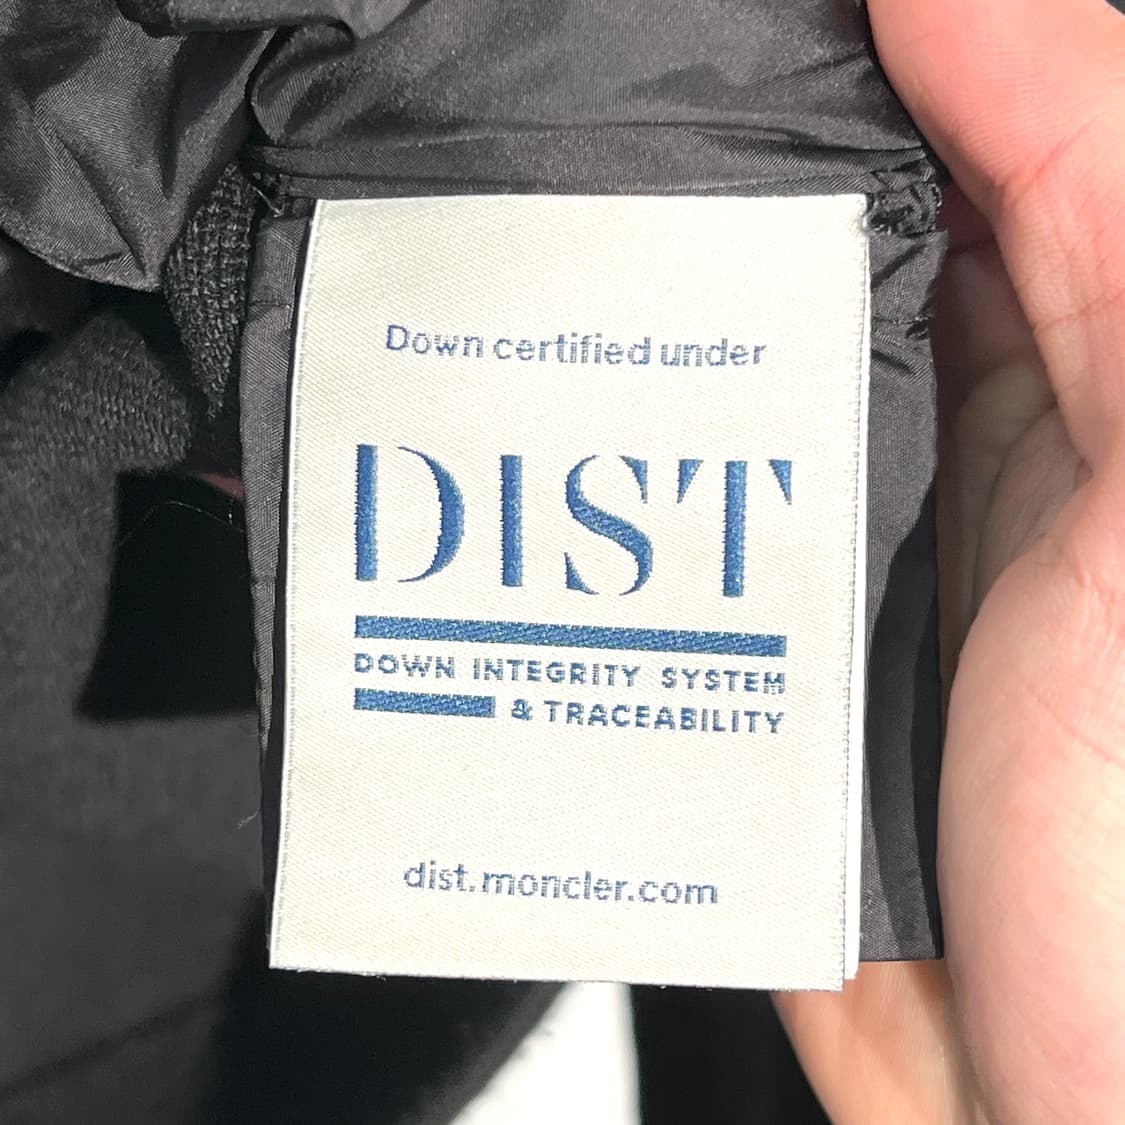 Down certified under
DIST
DOWN INTEGRITY SYSTEM
& TRACEABILITY
dist.moncler.com